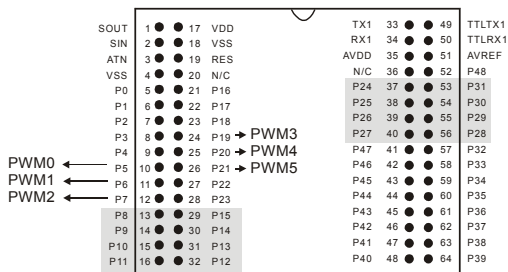 SOUT 1 17 VDD TX1 33 49 TTLTX1
SIN 2 18 VSS RX1 34 50 TTLRX1
ATN 3 19 RES AVDD 35 51 AVREF
VSS 4 20 N/C N/C 36 52 P48
P0 5 21 P16 P24 37 53 P31
P1 6 22 P17 P25 38 54 P30
P2 7 23 P18 P26 39 55 P29
P3 8 24 P19 PWM3 P27 40 56 P28
P4 9 25 P20 PWM4 P47 41 57 P32
PWM0 P5 10 26 P21 PWM5 P46 42 58 P33
PWM1 P6 11 27 P22 P45 43 59 P34
PWM2 P7 12 28 P23 P44 44 60 P35
P8 13 29 P15 P43 45 61 P36
P9 14 30 P14 P42 46 62 P37
P10 15 31 P13 P41 47 63 P38
P11 16 32 P12 P40 48 64 P39